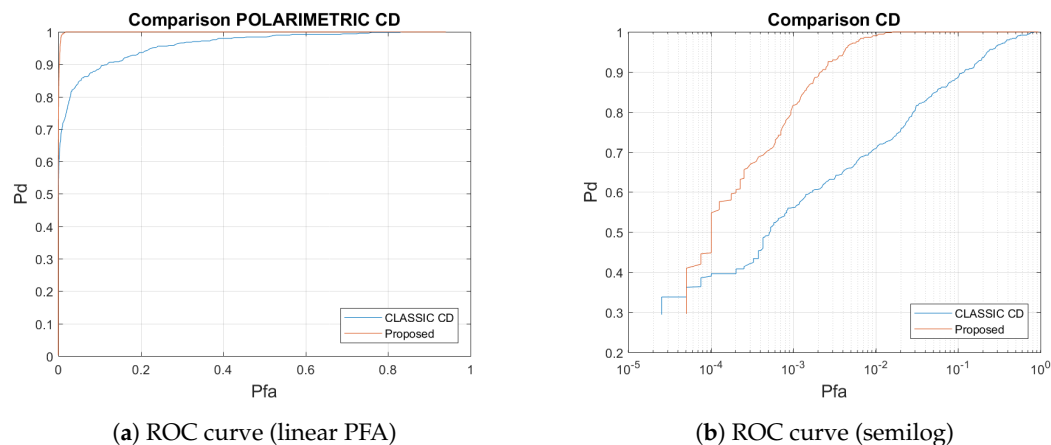 Comparison POLARIMETRIC CD
1
0.9
0.8
0.7
0.6
0.5
0.4
0.3
0.2
0.1
0
Pd
0 0.2 0.4 0.6 0.8 1
Pfa
CLASSIC CD
Proposed
(a) ROC curve (linear PFA)
Comparison CD
1
0.9
0.8
0.7
0.6
0.5
0.4
0.3
0.2
Pd
10^-5 10^-4 10^-3 10^-2 10^-1 10^0
Pfa
CLASSIC CD
Proposed
(b) ROC curve (semilog)